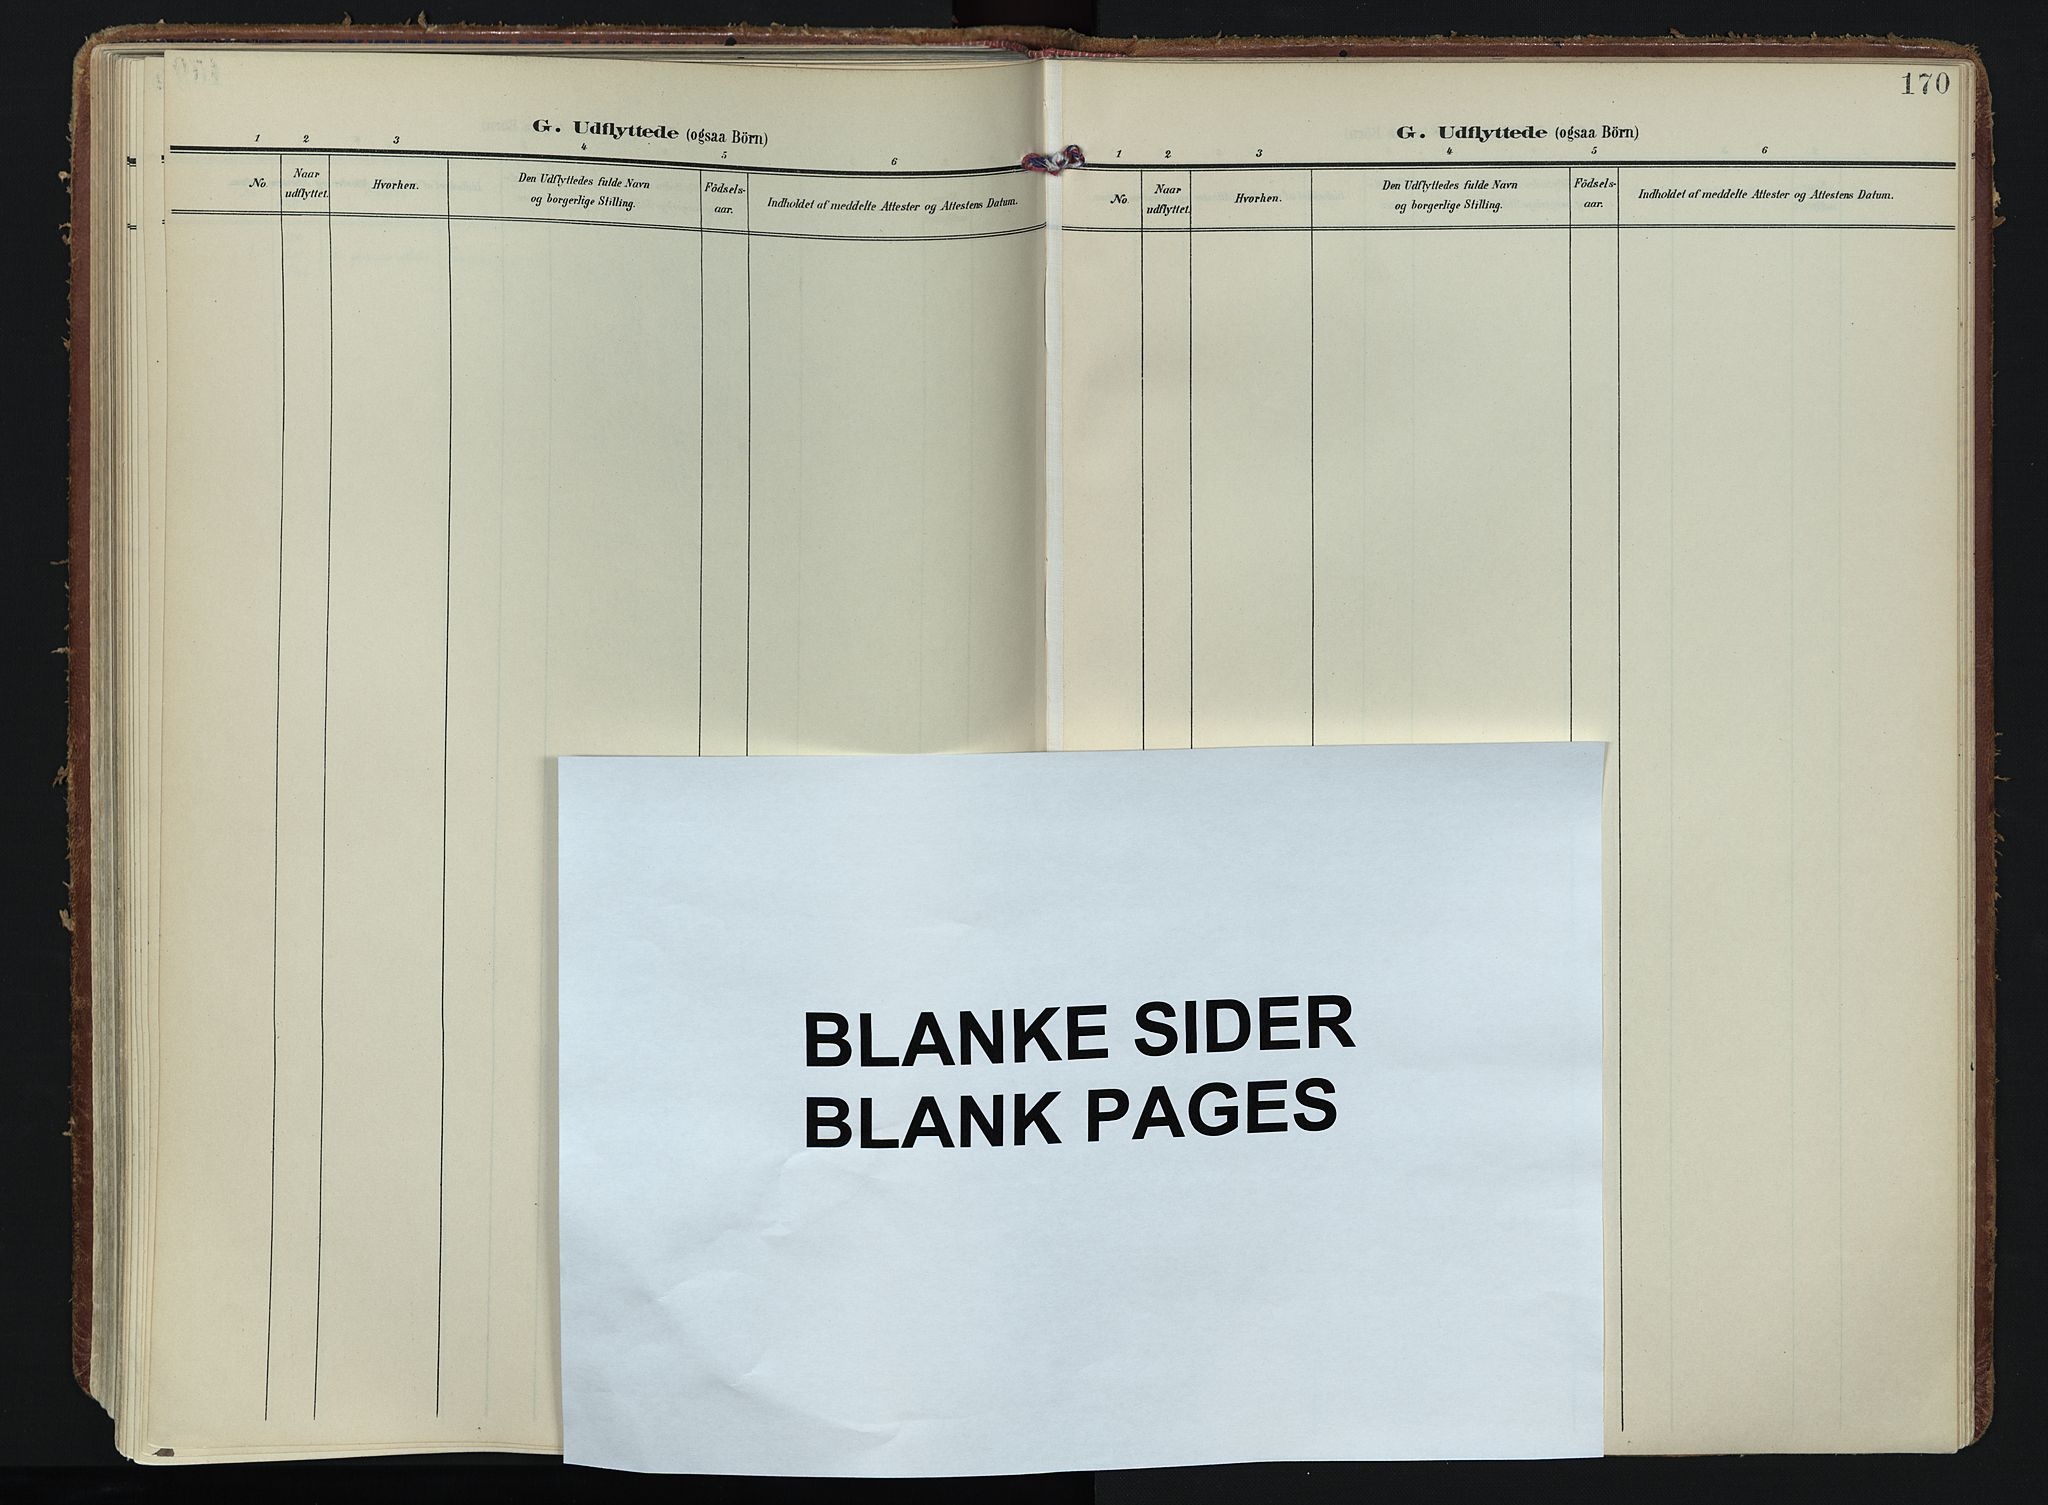 G. Udflyttede (ogsaa Börn)
1 2 3 4 5 6
No. Naar udflyttet. Hvorhen. Den Udflyttedes fulde Navn og borgerlige Stilling. Födsels-aar. Indholdet af meddelte Attester og Attestens Datum.
170
G. Udflyttede (ogsaa Börn)
1 2 3 4 5 6
No. Naar udflyttet. Hvorhen. Den Udflyttedes fulde Navn og borgerlige Stilling. Födsels-aar. Indholdet af meddelte Attester og Attestens Datum.
BLANKE SIDER
BLANK PAGES